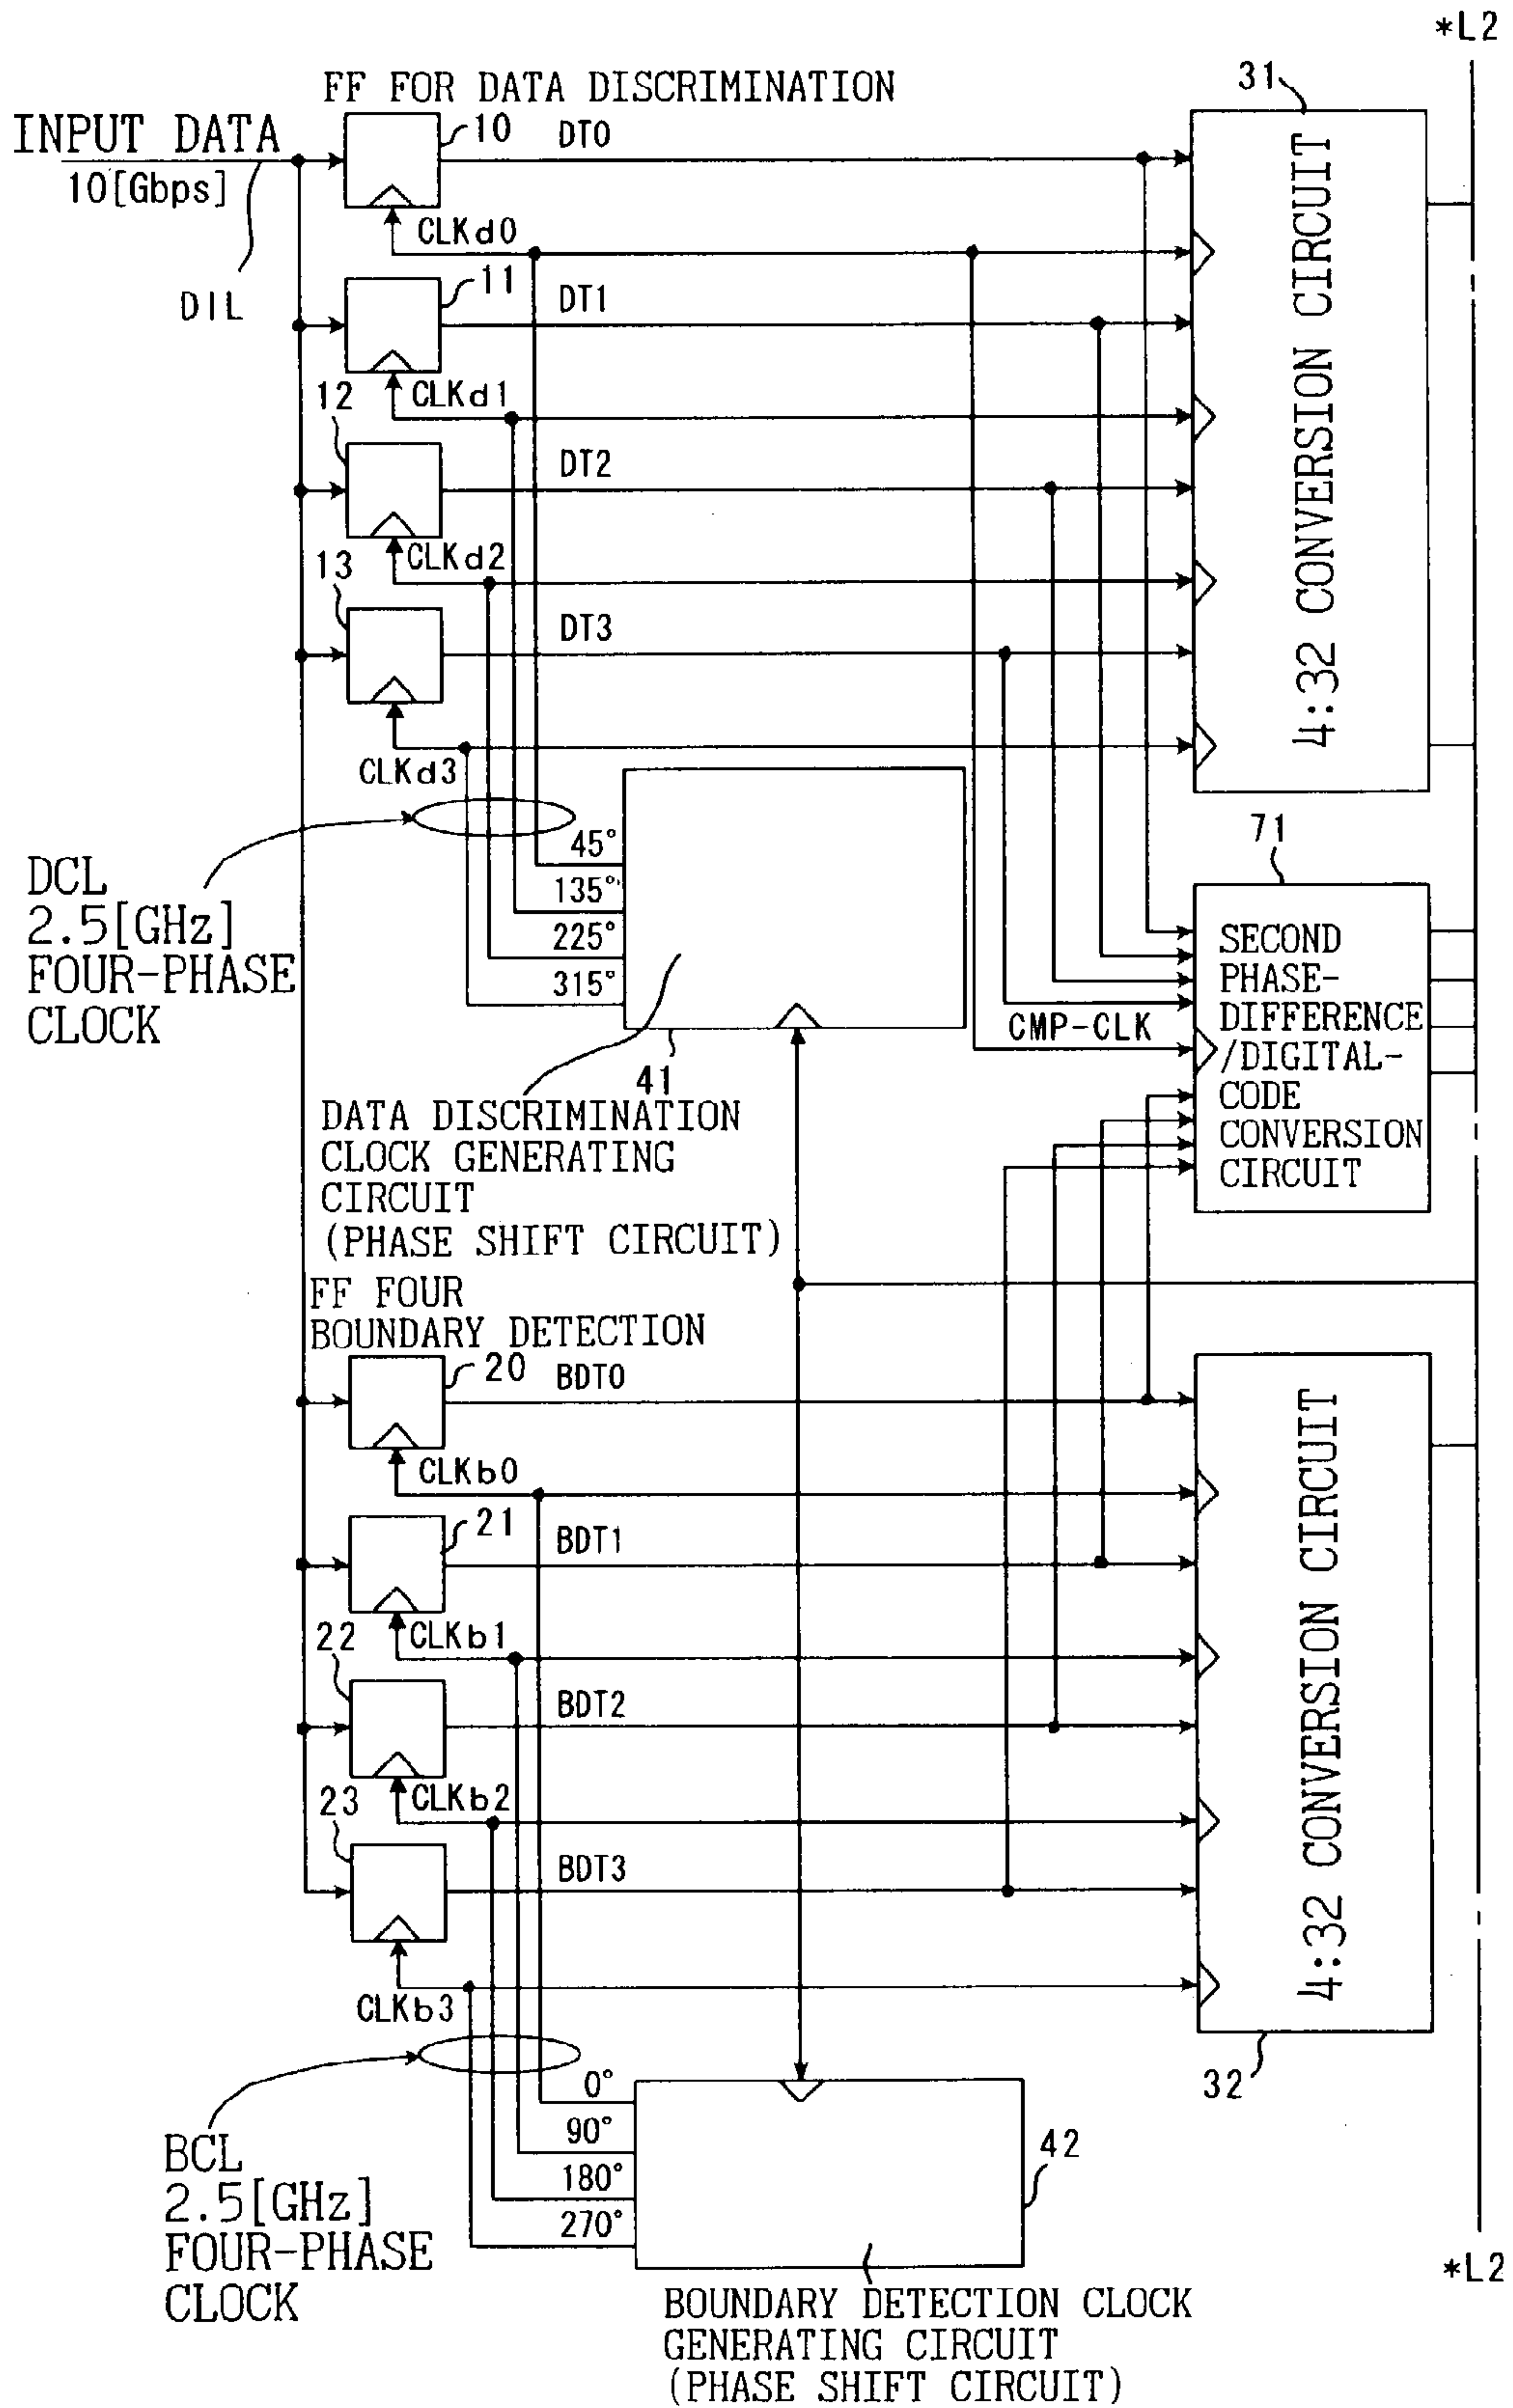 *L2
FF FOR DATA DISCRIMINATION
31
INPUT DATA
10[Gbps]
DIL
10
DT0
CLKd0
11
DT1
CLKd1
12
DT2
CLKd2
13
DT3
CLKd3
4:32 CONVERSION CIRCUIT
DCL
2.5[GHz]
FOUR-PHASE
CLOCK
45°
135°
225°
315°
41
DATA DISCRIMINATION
CLOCK GENERATING
CIRCUIT
(PHASE SHIFT CIRCUIT)
71
SECOND
PHASE-
DIFFERENCE
/DIGITAL-
CODE
CONVERSION
CIRCUIT
CMP-CLK
FF FOUR
BOUNDARY DETECTION
20
BDT0
CLKb0
21
BDT1
CLKb1
22
BDT2
CLKb2
23
BDT3
CLKb3
4:32 CONVERSION CIRCUIT
32
BCL
2.5[GHz]
FOUR-PHASE
CLOCK
0°
90°
180°
270°
42
BOUNDARY DETECTION CLOCK
GENERATING CIRCUIT
(PHASE SHIFT CIRCUIT)
*L2